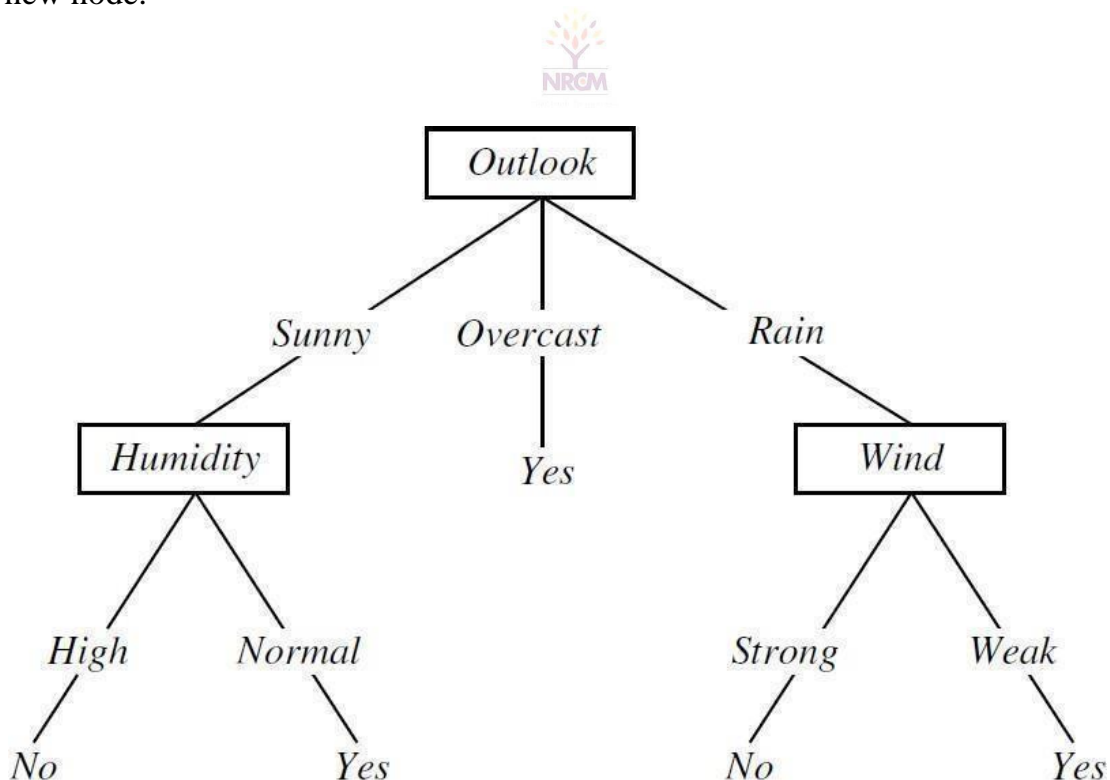 new node.
NRCM
Outlook
Sunny Overcast Rain
Humidity Yes Wind
High Normal Strong Weak
No Yes No Yes